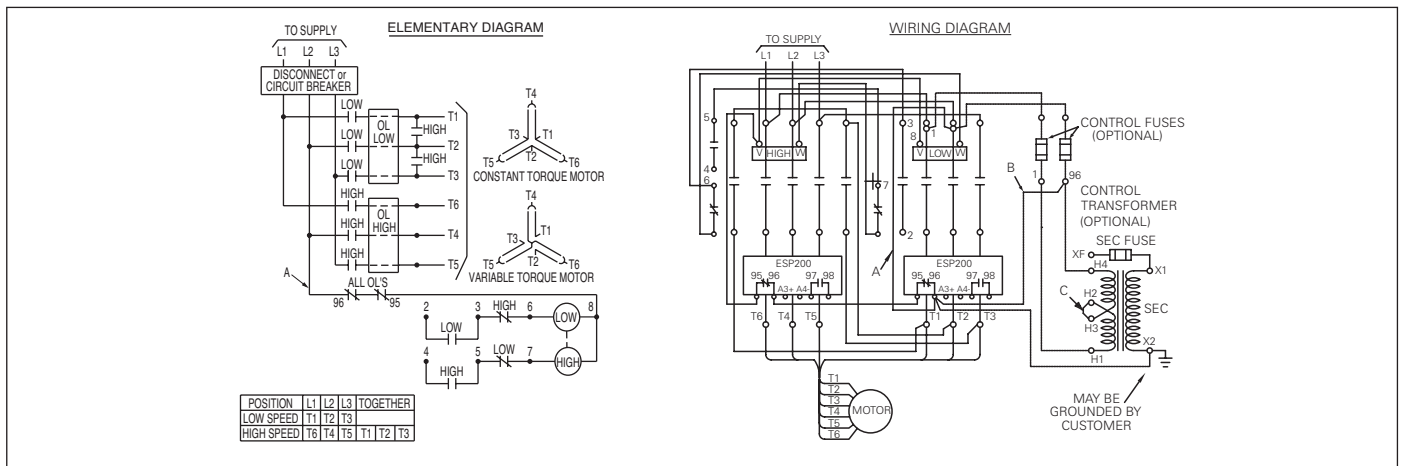 ELEMENTARY DIAGRAM
TO SUPPLY
L1 L2 L3
DISCONNECT or
CIRCUIT BREAKER
LOW
OL
LOW
T1
HIGH
LOW
T2
HIGH
LOW
T3
HIGH
OL
HIGH
T6
HIGH
T4
HIGH
T5
T4
T3 T1
T2
T5 T6
CONSTANT TORQUE MOTOR
T4
T3 T1
T2
T5 T6
VARIABLE TORQUE MOTOR
A
ALL OL'S
96 95
2 3 HIGH 6 8
LOW
LOW
4 5 LOW 7
HIGH
HIGH
POSITION L1 L2 L3 TOGETHER
LOW SPEED T1 T2 T3
HIGH SPEED T6 T4 T5 T1 T2 T3
WIRING DIAGRAM
TO SUPPLY
L1 L2 L3
5
4
6
V HIGH W
7
3
8
1
V LOW W
2
A
CONTROL FUSES
(OPTIONAL)
B
1 96
CONTROL
TRANSFORMER
(OPTIONAL)
SEC FUSE
XF
X1
H4
H2
C
H3
SEC
H1
X2
MAY BE
GROUNDED BY
CUSTOMER
ESP200
95 96 97 98
A3+ A4-
T6 T4 T5
ESP200
95 96 97 98
A3+ A4-
T1 T2 T3
T1
T2
T3
T4
T5
T6
MOTOR